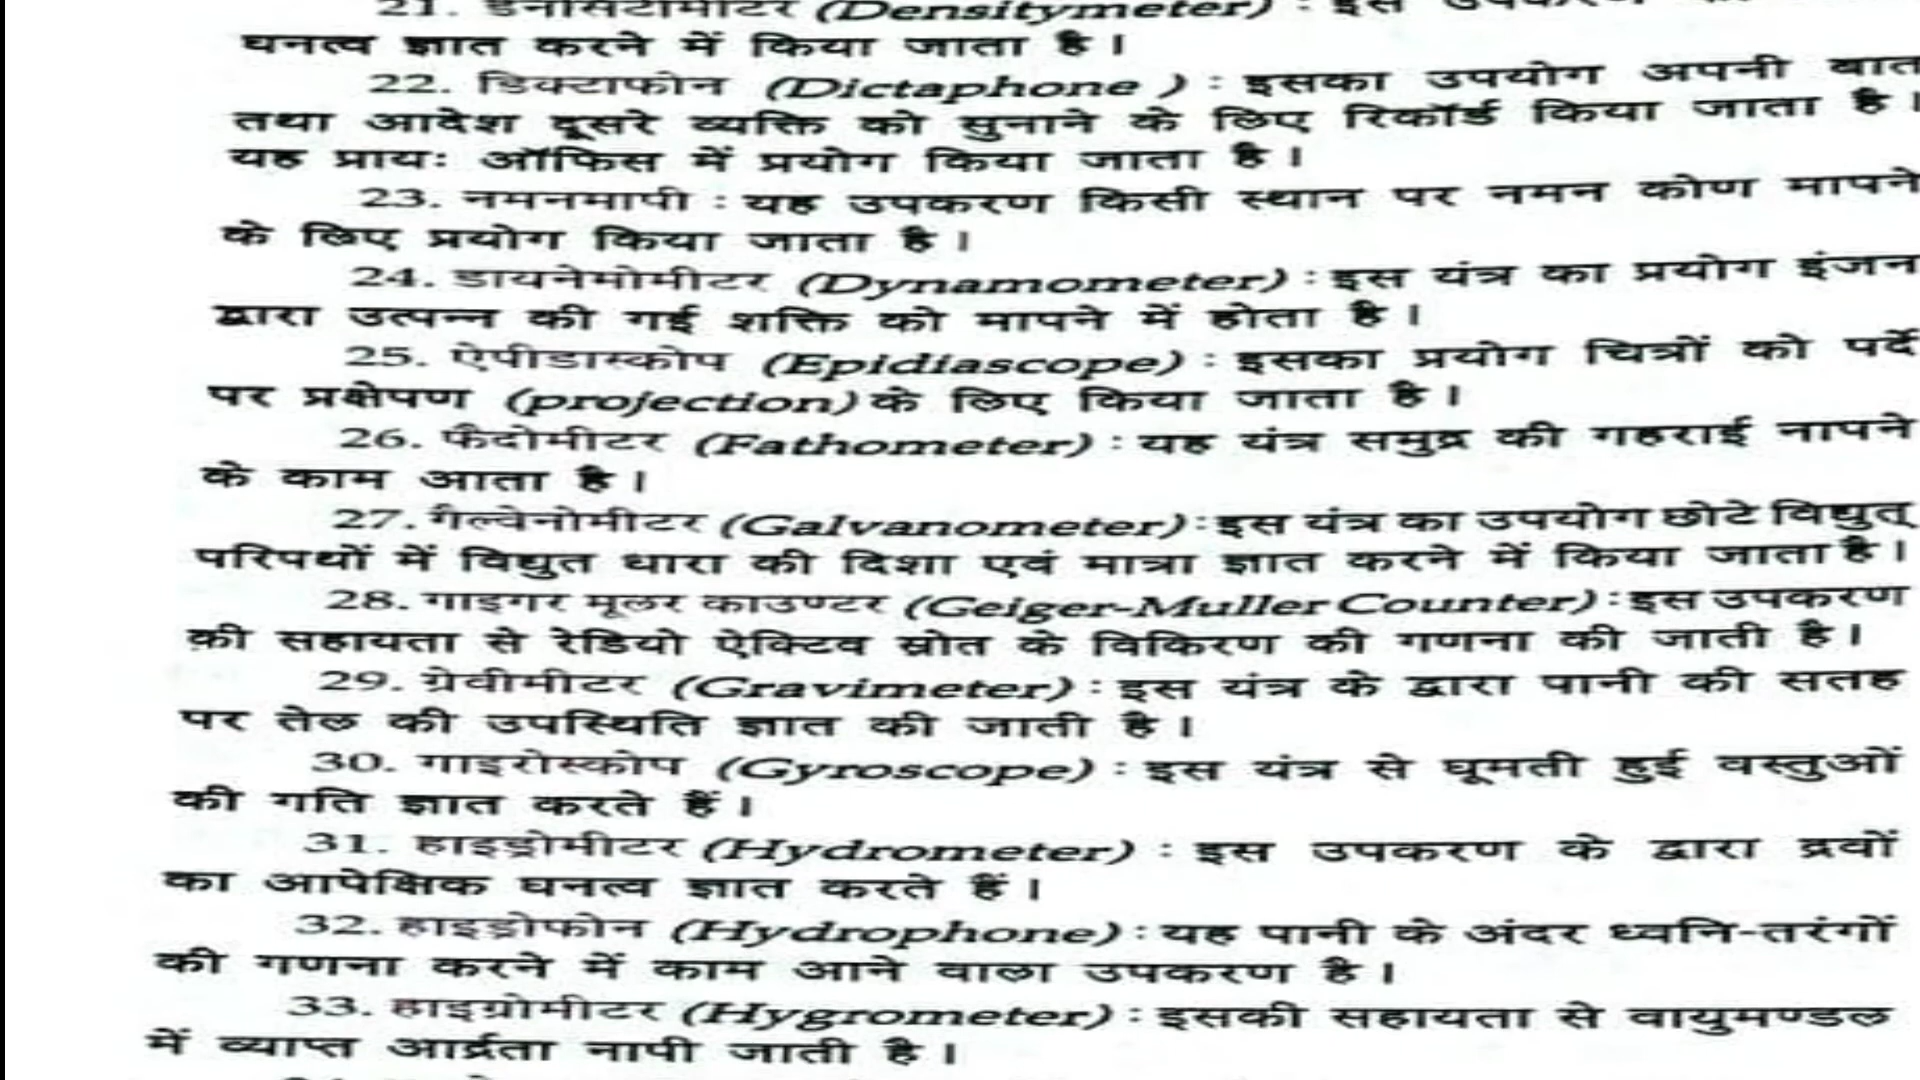 21. डेनसिटीमीटर (Densitymeter) : इस उपकरण का
घनत्व ज्ञात करने में किया जाता है।
22. डिक्टाफोन (Dictaphone ) : इसका उपयोग अपनी बात
तथा आदेश दूसरे व्यक्ति को सुनाने के लिए रिकॉर्ड किया जाता है।
यह प्रायः ऑफिस में प्रयोग किया जाता है।
23. नमनमापी : यह उपकरण किसी स्थान पर नमन कोण मापने
के लिए प्रयोग किया जाता है।
24. डायनेमोमीटर (Dynamometer) : इस यंत्र का प्रयोग इंजन
द्वारा उत्पन्न की गई शक्ति को मापने में होता है।
25. ऐपीडास्कोप (Epidiascope) : इसका प्रयोग चित्रों को पर्दे
पर प्रक्षेपण (projection) के लिए किया जाता है।
26. फैदोमीटर (Fathometer) : यह यंत्र समुद्र की गहराई नापने
के काम आता है।
27. गैल्वेनोमीटर (Galvanometer) : इस यंत्र का उपयोग छोटे विद्युत्
परिपथों में विद्युत धारा की दिशा एवं मात्रा ज्ञात करने में किया जाता है।
28. गाइगर मूलर काउण्टर (Geiger-Muller Counter) : इस उपकरण
की सहायता से रेडियो ऐक्टिव स्रोत के विकिरण की गणना की जाती है।
29. ग्रेवीमीटर (Gravimeter) : इस यंत्र के द्वारा पानी की सतह
पर तेल की उपस्थिति ज्ञात की जाती है।
30. गाइरोस्कोप (Gyroscope) : इस यंत्र से घूमती हुई वस्तुओं
की गति ज्ञात करते हैं।
31. हाइड्रोमीटर (Hydrometer) : इस उपकरण के द्वारा द्रवों
का आपेक्षिक घनत्व ज्ञात करते हैं।
32. हाइड्रोफोन (Hydrophone) : यह पानी के अंदर ध्वनि-तरंगों
की गणना करने में काम आने वाला उपकरण है।
33. हाइग्रोमीटर (Hygrometer) : इसकी सहायता से वायुमण्डल
में व्याप्त आर्द्रता नापी जाती है।